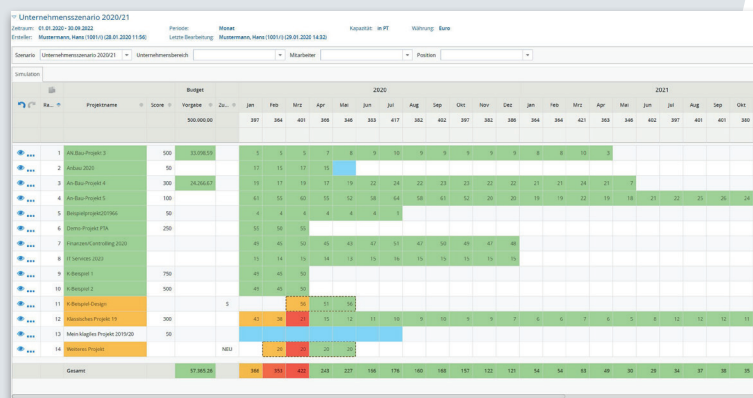 Unternehmensszenario 2020/21
Zeitraum: 01.01.2020 - 30.09.2022 Periode: Monat Kapazität: in PT Währung: Euro
Ersteller: Mustermann, Hans (1001/I) (28.01.2020 11:56) Letzte Bearbeitung: Mustermann, Hans (1001/I) (29.01.2020 14:32)
Szenario Unternehmensszenario 2020/21 Unternehmensbereich Mitarbeiter Position
Simulation
Budget 2020 2021
Ra... Projektname Score Vorgabe Zu... Jan Feb Mrz Apr Mai Jun Jul Aug Sep Okt Nov Dez Jan Feb Mrz Apr Mai Jun Jul Aug Sep Okt
500.000,00 397 364 401 366 346 363 417 382 402 397 362 386 364 364 421 363 346 402 397 401 401 380
1 AN.Bau-Projekt 3 500 33.098,59 5 5 5 7 8 9 10 9 9 9 9 9 8 8 10 3
2 Anbau 2020 50 17 15 17 15
3 An-Bau-Projekt 4 300 24.266,67 19 17 19 17 19 22 24 22 23 23 22 22 21 21 24 21 7
4 An-Bau-Projekt 5 100 61 55 60 55 52 58 64 58 61 52 20 20 19 19 22 19 18 21 22 25 26 24
5 Beispielprojekt2019KA 50 4 4 4 4 4 4 1
6 Demo-Projekt PTA 250 55 50 55
7 Finanzen/Controlling 2020 49 45 50 45 43 47 51 47 50 49 47 48
8 IT Services 2020 15 14 15 14 13 15 16 15 15 15 15 15
9 K-Beispiel 1 750 49 45 50
10 K-Beispiel 2 500 49 45 50
11 K-Beispiel-Design S 56 51 56
12 Klassisches Projekt 19 300 43 38 27 15 12 11 10 9 10 9 9 7 6 6 7 6 5 8 12 12 12 11
13 Mein klagtes Projekt 2019/20 50
14 Weiteres Projekt NEU 20 20 20 20
Gesamt 57.365,26 366 353 422 243 227 166 176 160 168 157 122 121 54 54 63 49 30 29 34 37 38 35